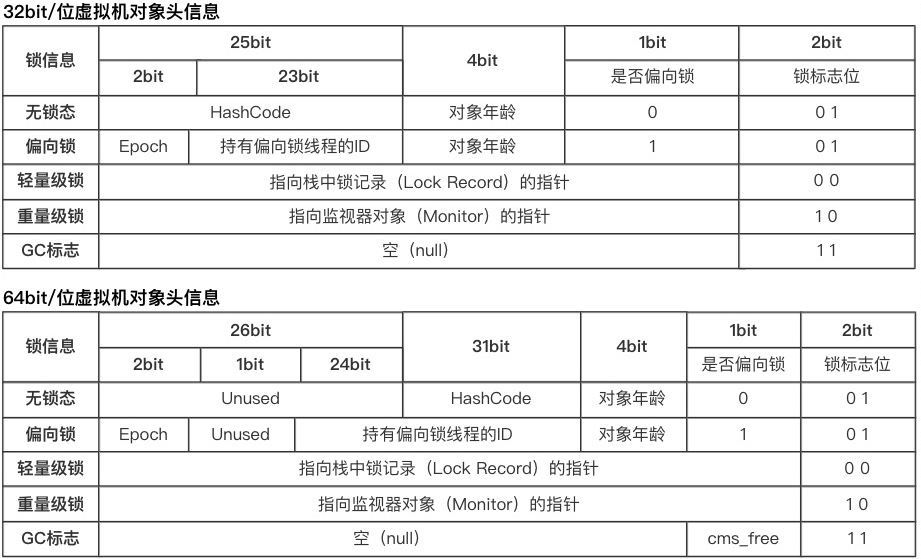 32bit/位虚拟机对象头信息
锁信息 25bit 4bit 1bit 2bit
2bit 23bit 是否偏向锁 锁标志位
无锁态 HashCode 对象年龄 0 0 1
偏向锁 Epoch 持有偏向锁线程的ID 对象年龄 1 0 1
轻量级锁 指向栈中锁记录（Lock Record）的指针 0 0
重量级锁 指向监视器对象（Monitor）的指针 1 0
GC标志 空（null） 1 1
64bit/位虚拟机对象头信息
锁信息 26bit 31bit 4bit 1bit 2bit
2bit 1bit 24bit 是否偏向锁 锁标志位
无锁态 Unused HashCode 对象年龄 0 0 1
偏向锁 Epoch Unused 持有偏向锁线程的ID 对象年龄 1 0 1
轻量级锁 指向栈中锁记录（Lock Record）的指针 0 0
重量级锁 指向监视器对象（Monitor）的指针 1 0
GC标志 空（null） cms_free 1 1